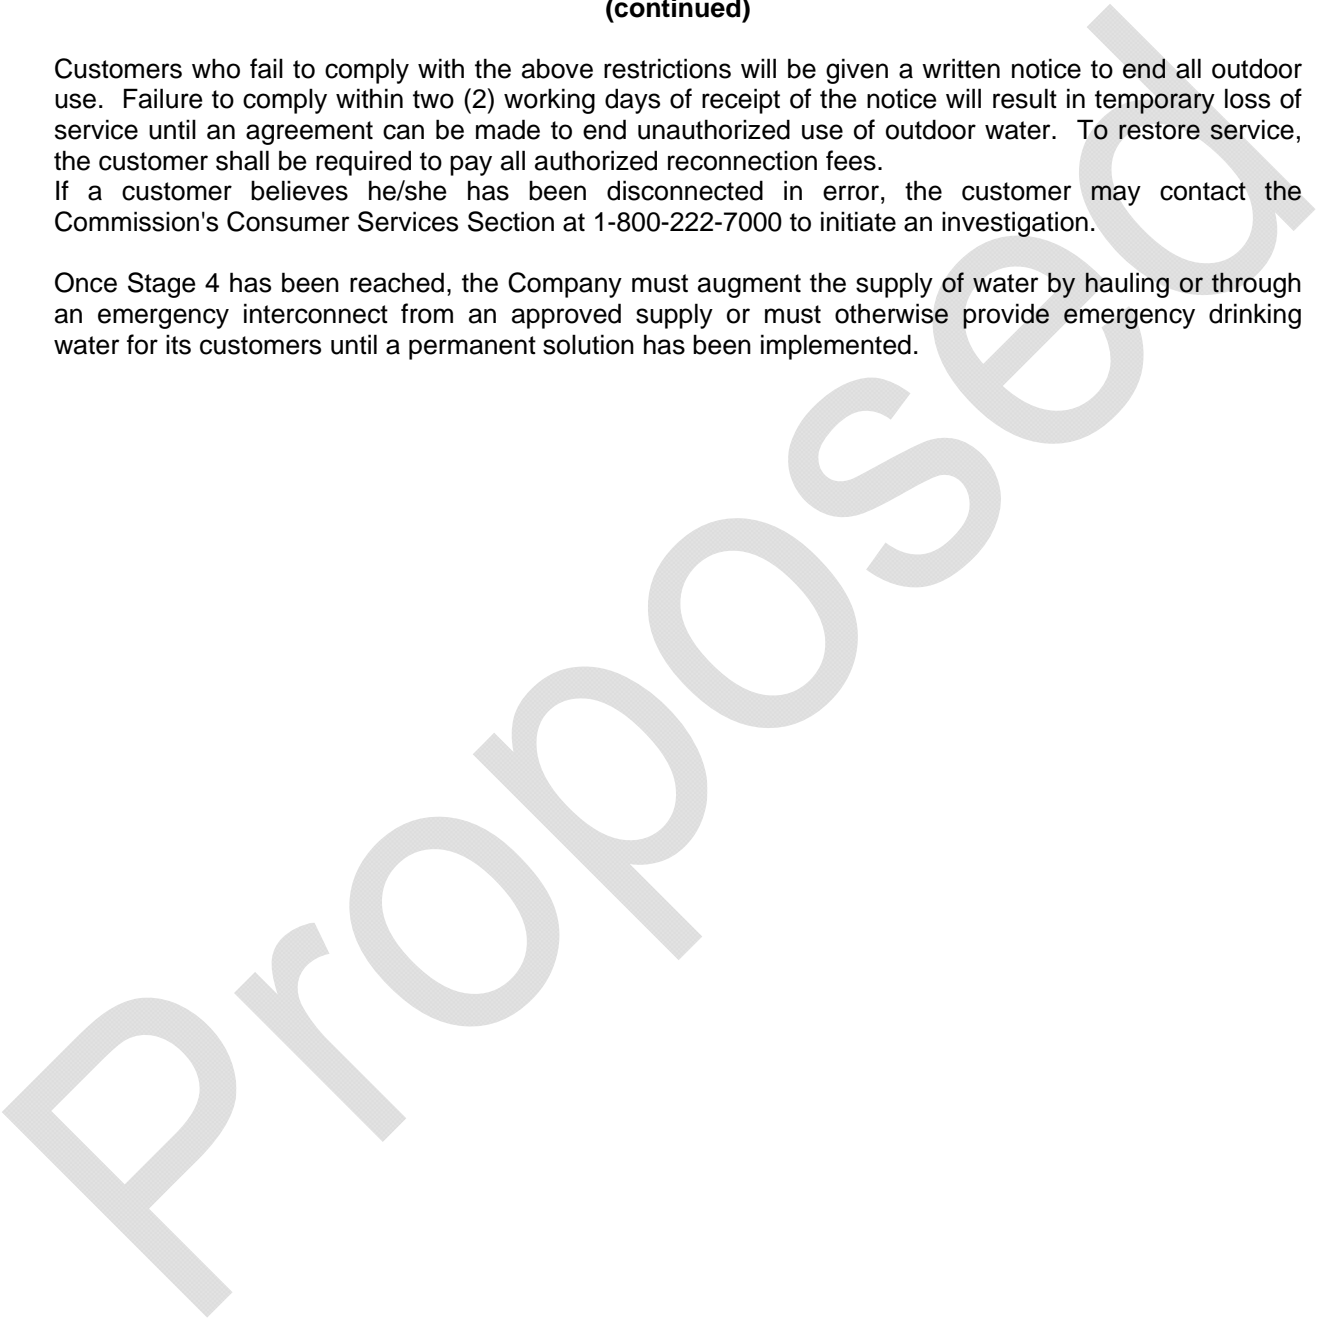 (continued)
Customers who fail to comply with the above restrictions will be given a written notice to end all outdoor
use. Failure to comply within two (2) working days of receipt of the notice will result in temporary loss of
service until an agreement can be made to end unauthorized use of outdoor water. To restore service,
the customer shall be required to pay all authorized reconnection fees.
If a customer believes he/she has been disconnected in error, the customer may contact the
Commission's Consumer Services Section at 1-800-222-7000 to initiate an investigation.
Once Stage 4 has been reached, the Company must augment the supply of water by hauling or through
an emergency interconnect from an approved supply or must otherwise provide emergency drinking
water for its customers until a permanent solution has been implemented.
Proposed